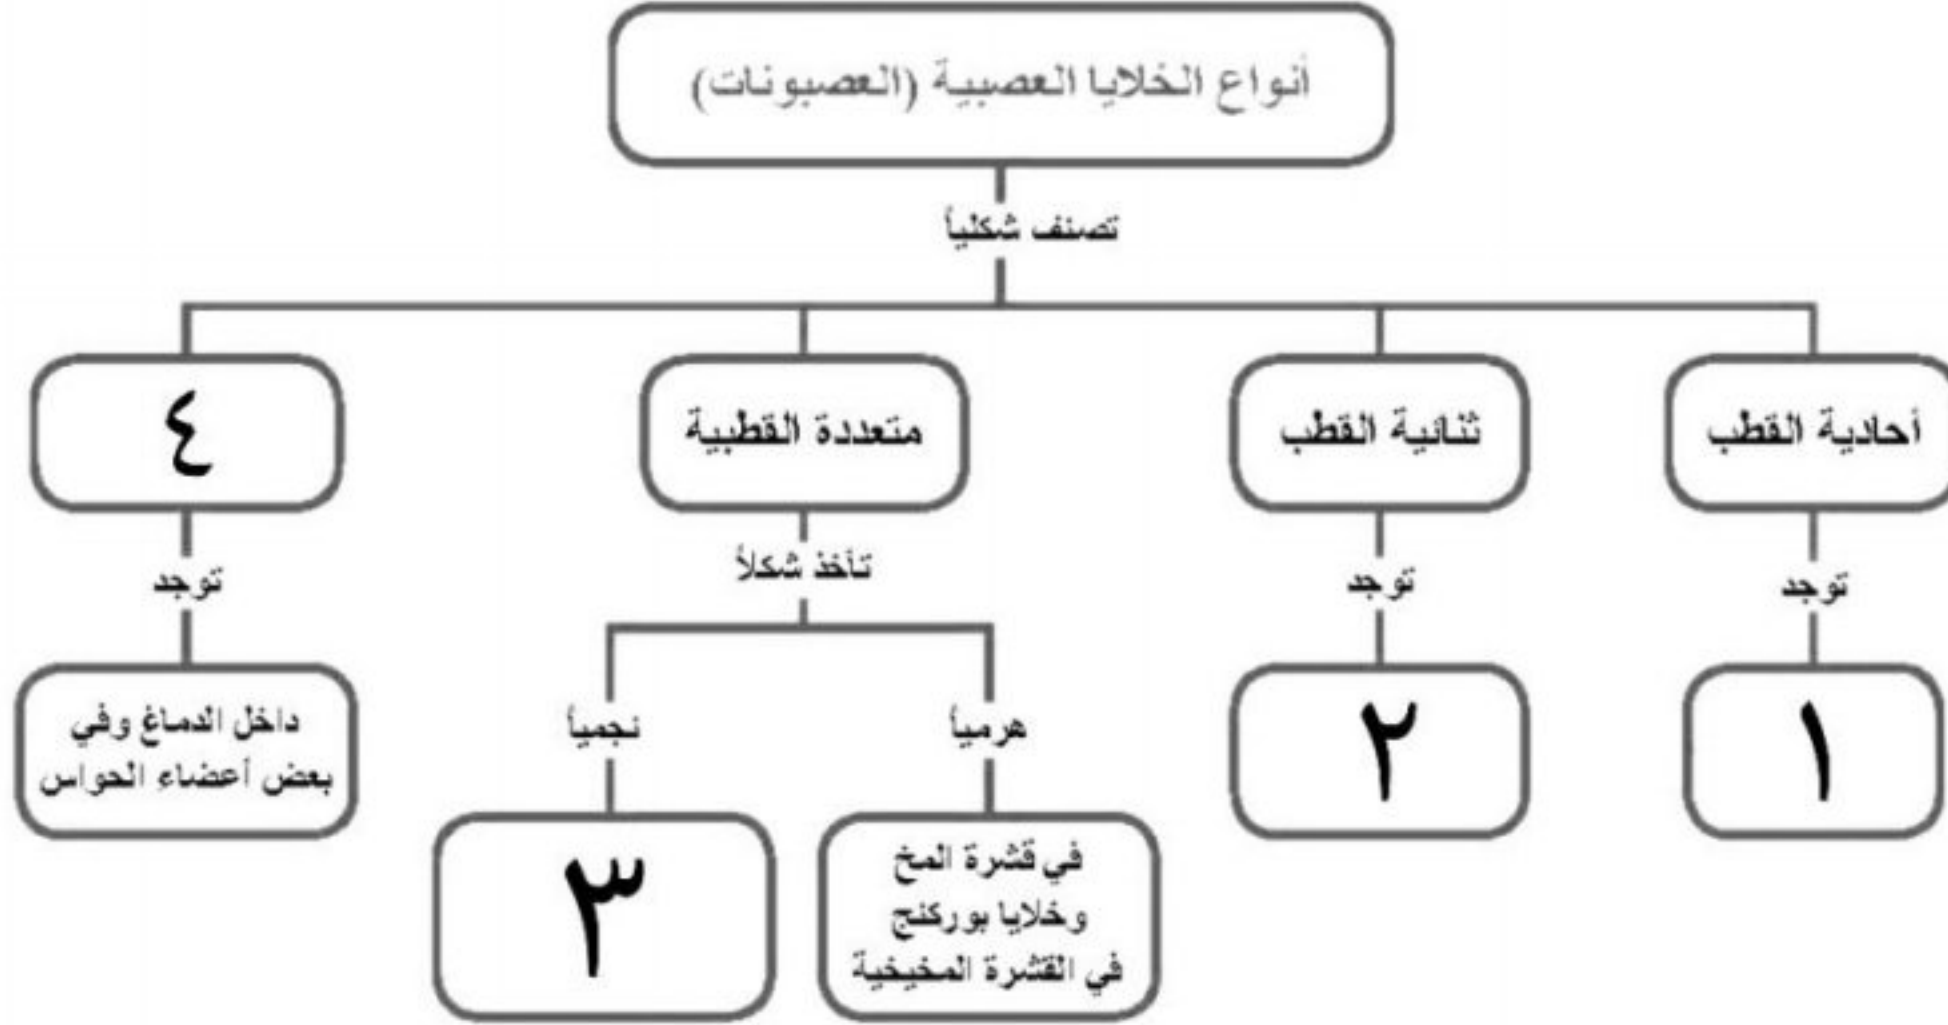 أنواع الخلايا العصبية (العصبونات)
تصنف شكلياً
أحادية القطب
ثنائية القطب
متعددة القطبية
٤
توجد
توجد
تأخذ شكلاً
توجد
١
٢
هرمياً
نجمياً
داخل الدماغ وفي
بعض أعضاء الحواس
في قشرة المخ
وخلايا بوركنج
في القشرة المخيخية
٣